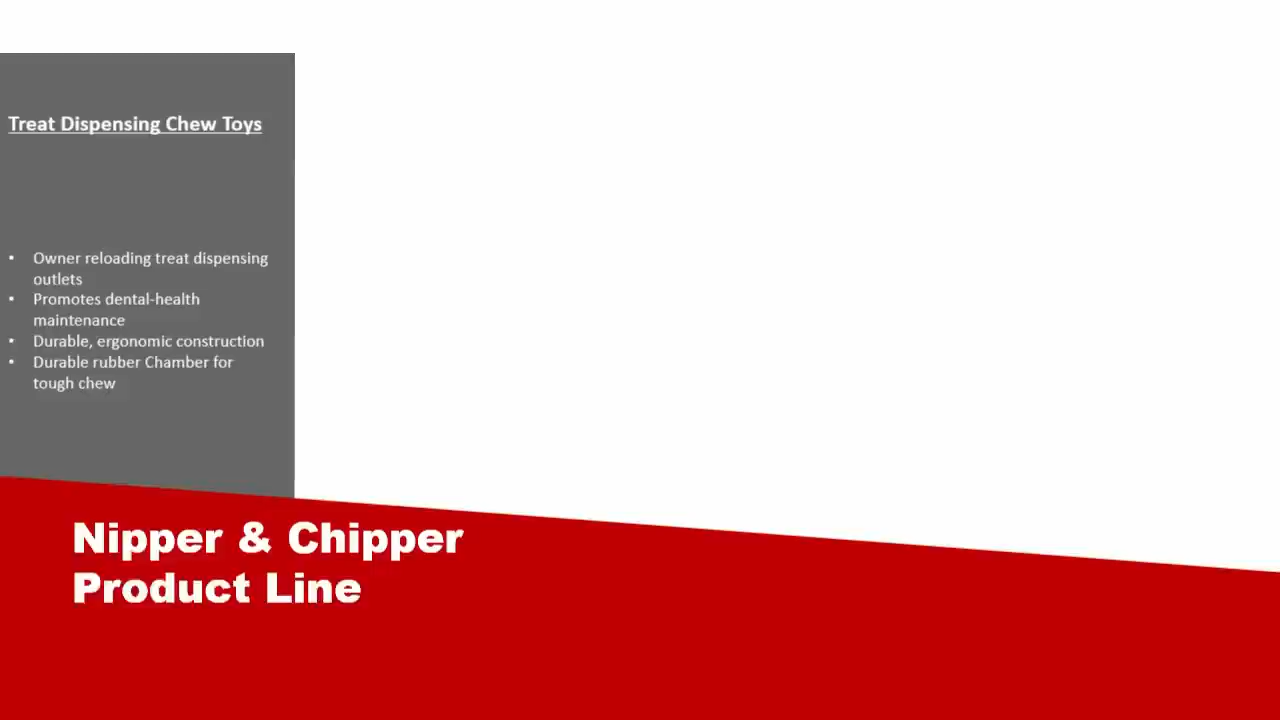 Treat Dispensing Chew Toys
• Owner reloading treat dispensing
outlets
• Promotes dental-health
maintenance
• Durable, ergonomic construction
• Durable rubber Chamber for
tough chew
Nipper & Chipper
Product Line